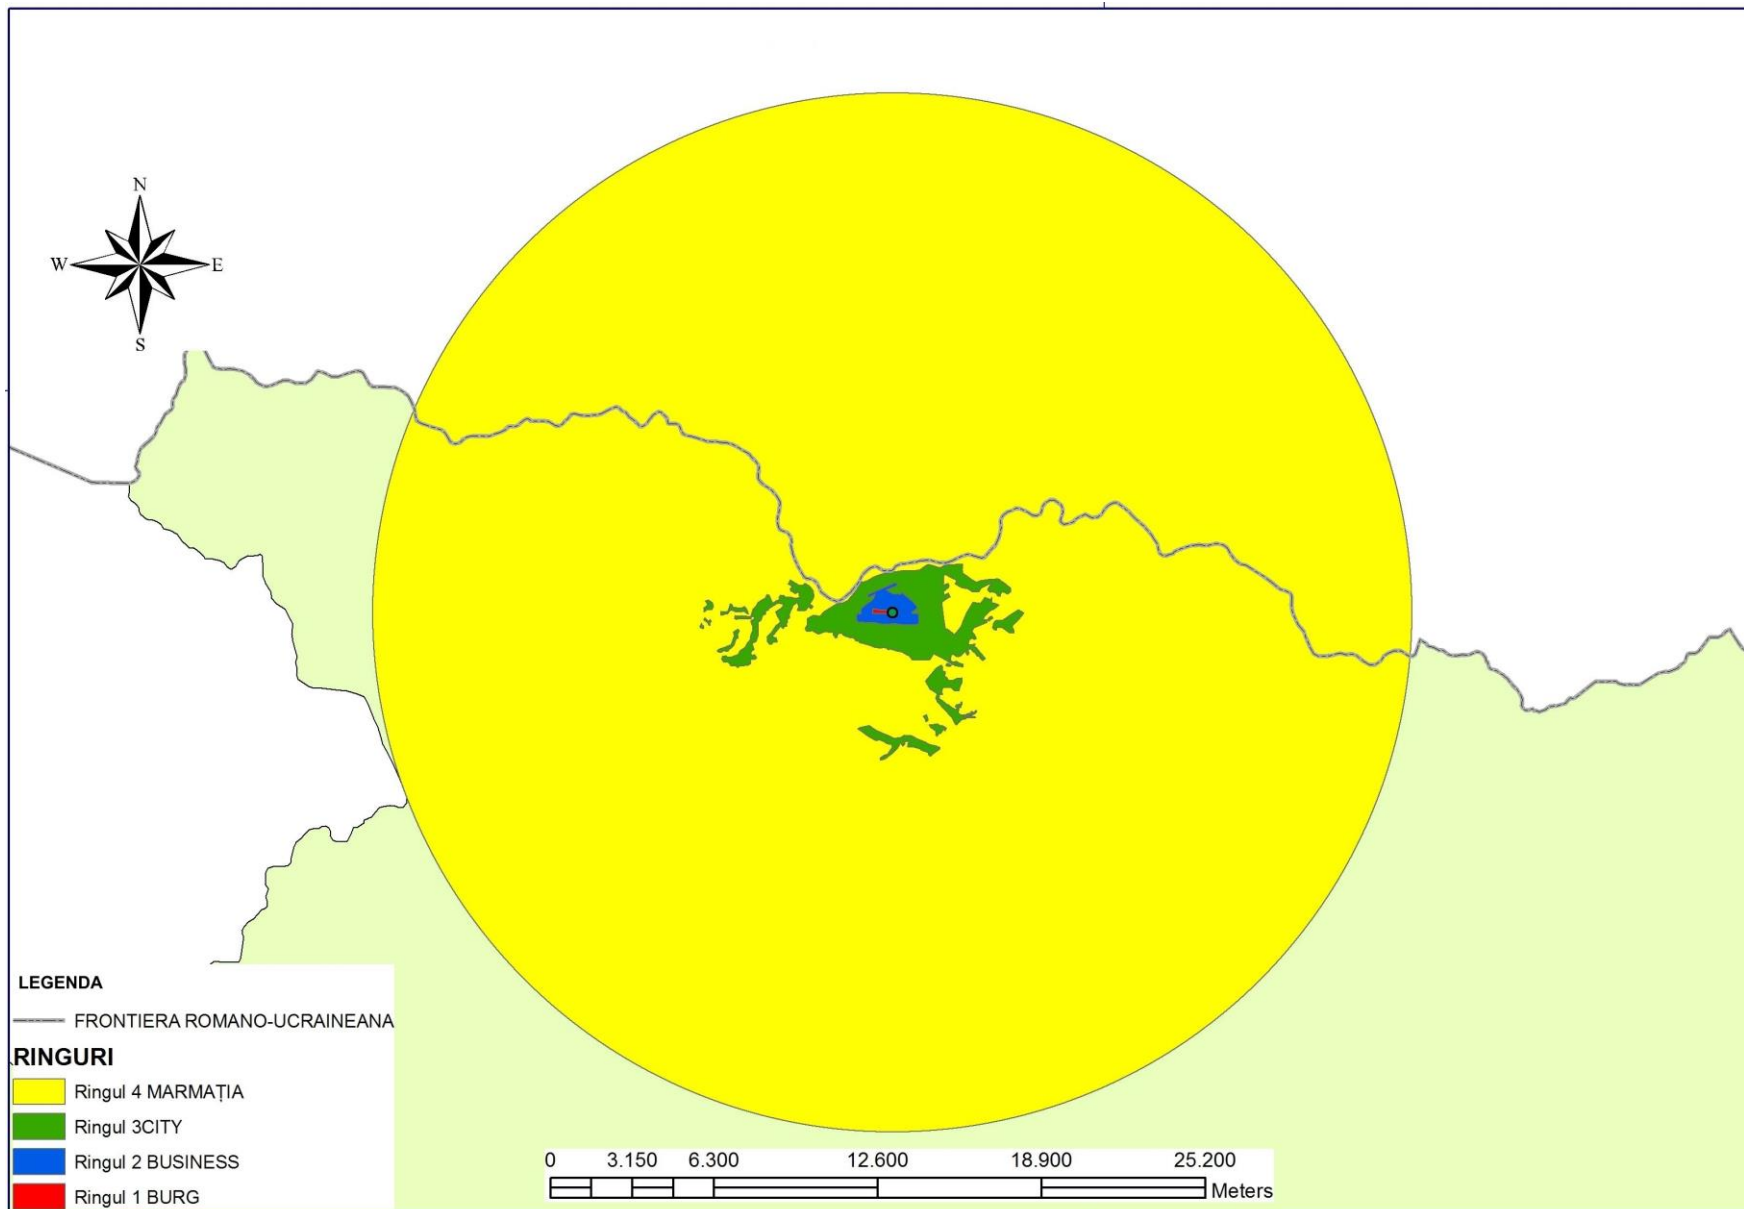 N
W E
S
LEGENDA
FRONTIERA ROMANO-UCRAINEANA
RINGURI
Ringul 4 MARMAȚIA
Ringul 3CITY
Ringul 2 BUSINESS
Ringul 1 BURG
0 3.150 6.300 12.600 18.900 25.200
Meters